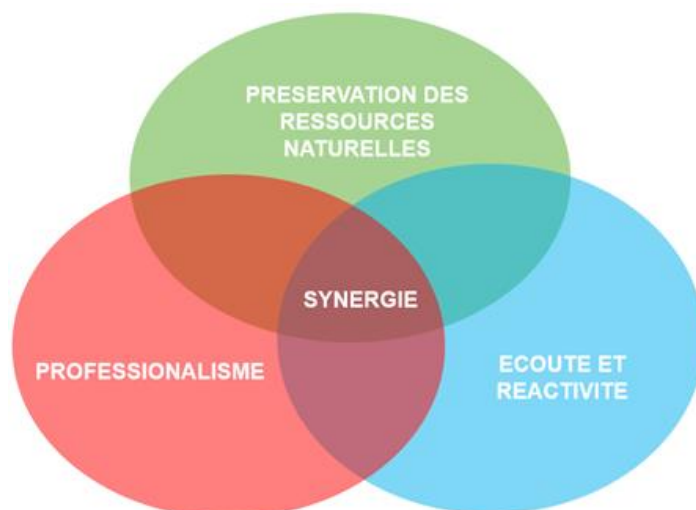 PRESERVATION DES
RESSOURCES
NATURELLES
SYNERGIE
PROFESSIONALISME
ECOUTE ET
REACTIVITE